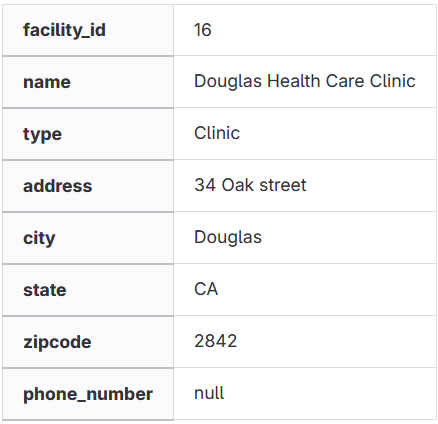 facility_id 16
name Douglas Health Care Clinic
type Clinic
address 34 Oak street
city Douglas
state CA
zipcode 2842
phone_number null